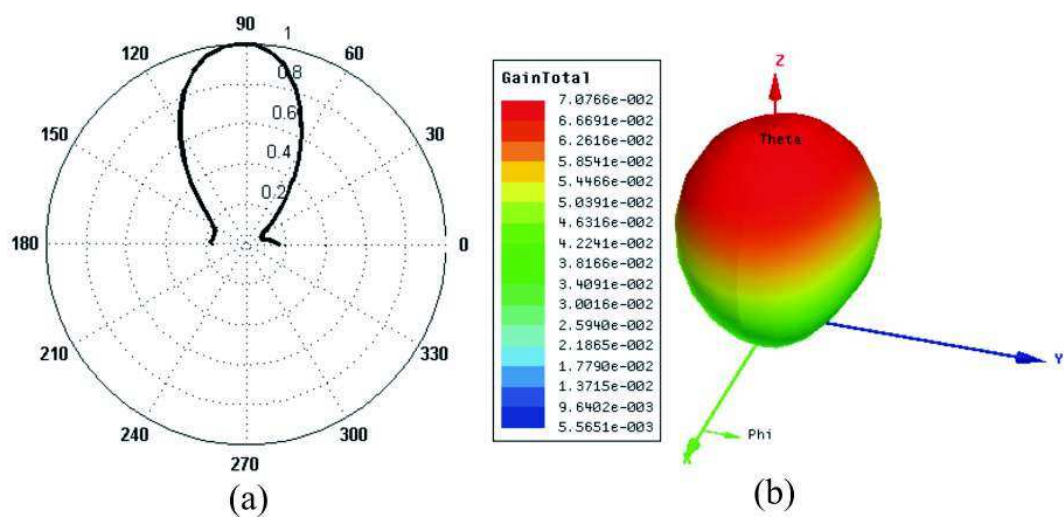 90
1
120
60
0.8
0.6
150
30
0.4
0.2
180
0
210
330
240
300
270
(a)
GainTotal
7.0766e-002
6.6691e-002
6.2616e-002
5.8541e-002
5.4466e-002
5.0391e-002
4.6316e-002
4.2241e-002
3.8166e-002
3.4091e-002
3.0016e-002
2.5940e-002
2.1865e-002
1.7790e-002
1.3715e-002
9.6402e-003
5.5651e-003
Z
Theta
Y
Phi
X
(b)